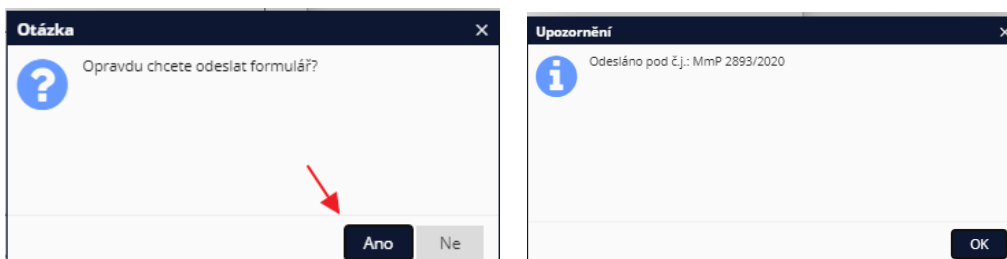 Otázka
Opravdu chcete odeslat formulář?
Ano
Ne
Upozornění
Odesláno pod č.j.: MmP 2893/2020
OK